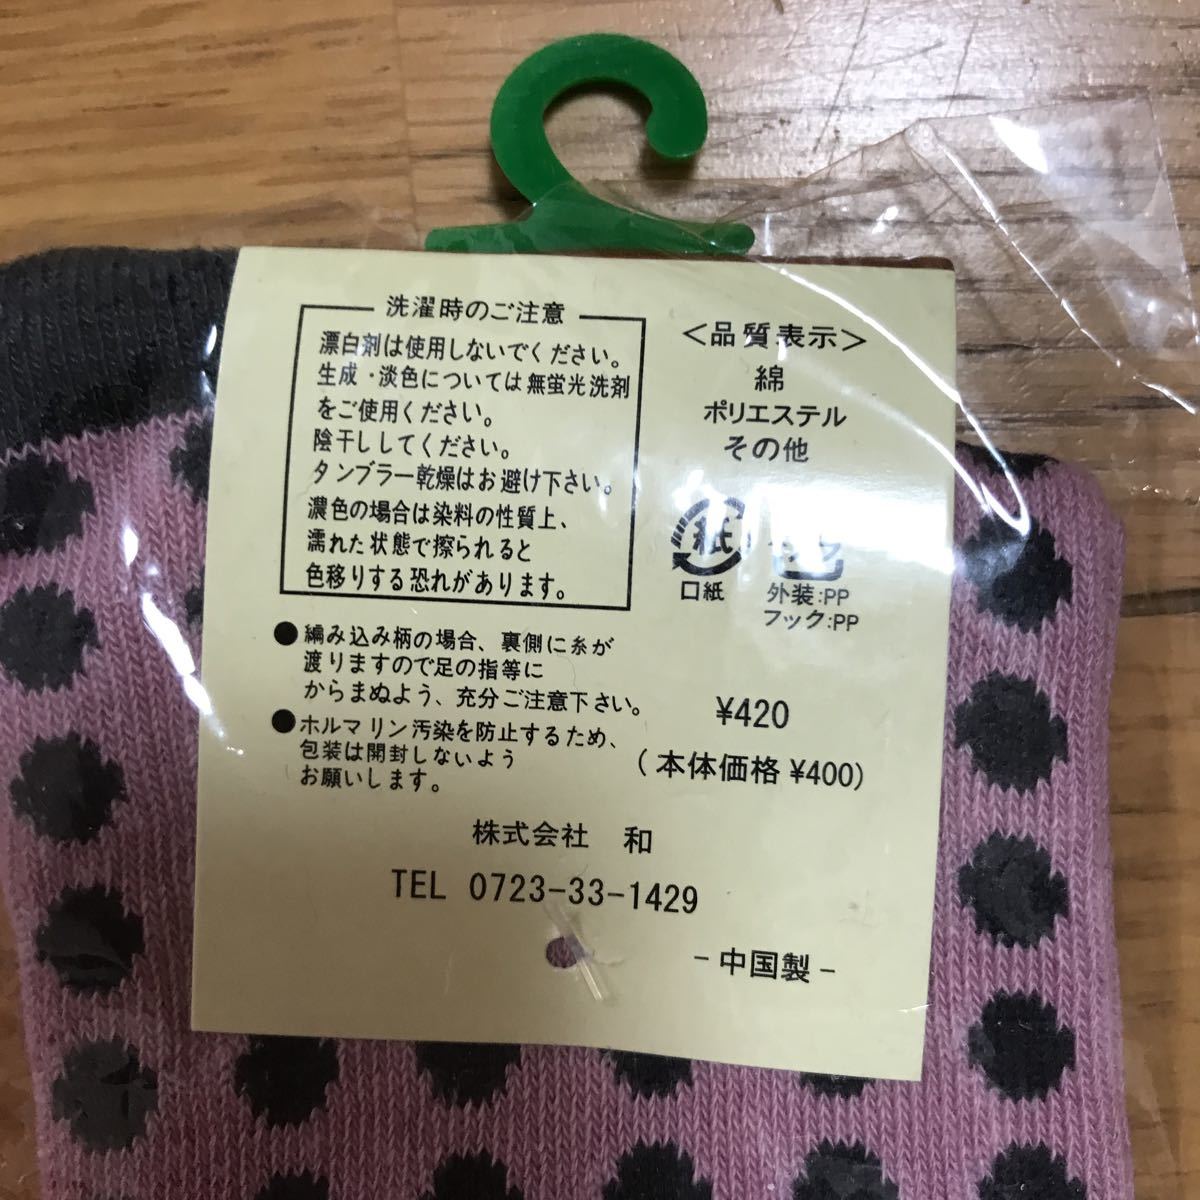 洗濯時のご注意
漂白剤は使用しないでください。
生成・淡色については無蛍光洗剤
をご使用ください。
陰干ししてください。
タンブラー乾燥はお避け下さい。
濃色の場合は染料の性質上、
濡れた状態で擦られると
色移りする恐れがあります。
●編み込み柄の場合、裏側に糸が
渡りますので足の指等に
からまぬよう、充分ご注意下さい。
●ホルマリン汚染を防止するため、
包装は開封しないよう
お願いします。
<品質表示>
綿
ポリエステル
その他
紙
口紙
プラ
外装:PP
フック:PP
¥420
(本体価格 ¥400)
株式会社 和
TEL 0723-33-1429
-中国製-